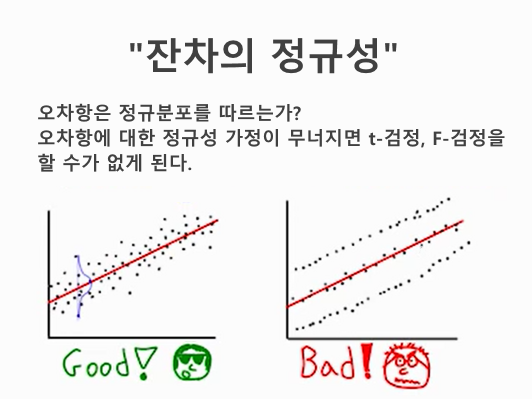 "잔차의 정규성"
오차항은 정규분포를 따르는가?
오차항에 대한 정규성 가정이 무너지면 t-검정, F-검정을
할 수가 없게 된다.
Good!
Bad!